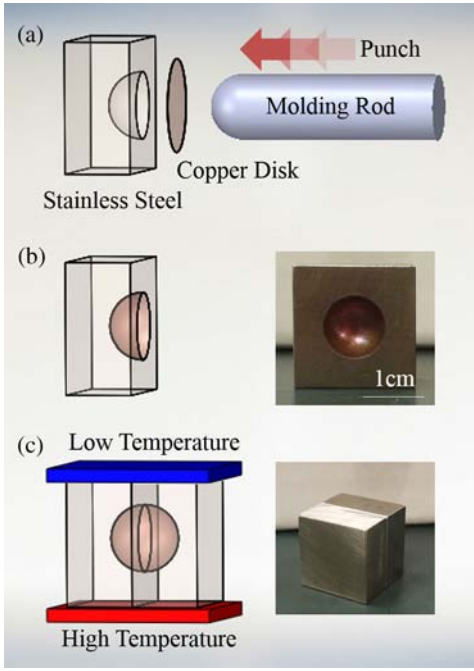 (a)
Punch
Molding Rod
Copper Disk
Stainless Steel
(b)
1cm
(c)
Low Temperature
High Temperature